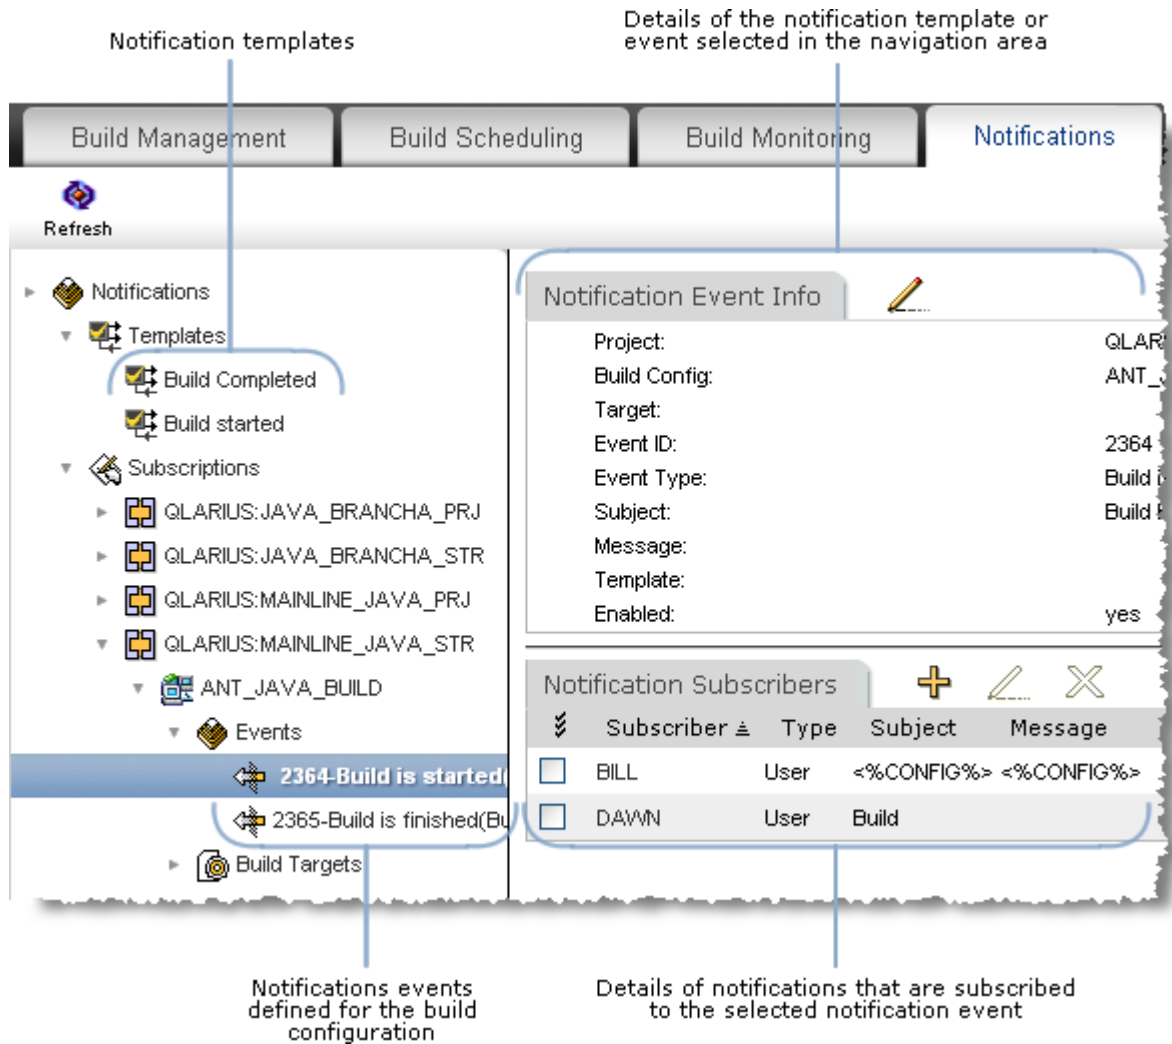 Notification templates
Details of the notification template or
event selected in the navigation area
Build Management
Build Scheduling
Build Monitoring
Notifications
Refresh
Notifications
Templates
Build Completed
Build started
Subscriptions
QLARIUS:JAVA_BRANCHA_PRJ
QLARIUS:JAVA_BRANCHA_STR
QLARIUS:MAINLINE_JAVA_PRJ
QLARIUS:MAINLINE_JAVA_STR
ANT_JAVA_BUILD
Events
2364-Build is started(
2365-Build is finished(Bu
Build Targets
Notification Event Info
Project: QLAR
Build Config: ANT_J
Target:
Event ID: 2364
Event Type: Build
Subject: Build
Message:
Template:
Enabled: yes
Notification Subscribers
Subscriber Type Subject Message
BILL User <%CONFIG%> <%CONFIG%>
DAWN User Build
Notifications events
defined for the build
configuration
Details of notifications that are subscribed
to the selected notification event